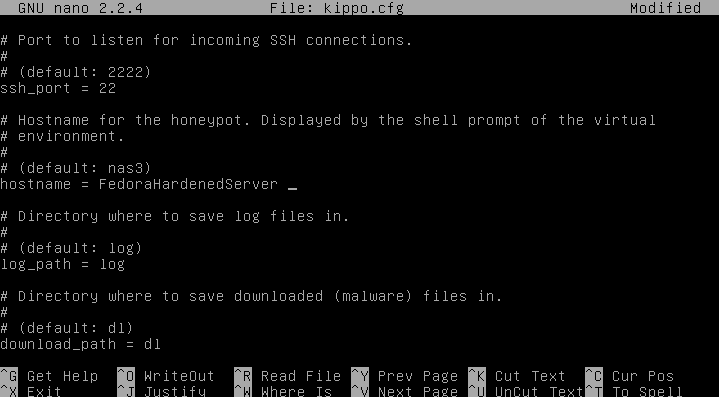 GNU nano 2.2.4 File: kippo.cfg Modified
# Port to listen for incoming SSH connections.
#
# (default: 2222)
ssh_port = 22
# Hostname for the honeypot. Displayed by the shell prompt of the virtual
# environment.
#
# (default: nas3)
hostname = FedoraHardenedServer _
# Directory where to save log files in.
#
# (default: log)
log_path = log
# Directory where to save downloaded (malware) files in.
#
# (default: dl)
download_path = dl
^G Get Help ^O WriteOut ^R Read File ^Y Prev Page ^K Cut Text ^C Cur Pos
^X Exit ^J Justify ^W Where Is ^V Next Page ^U UnCut Text ^T To Spell